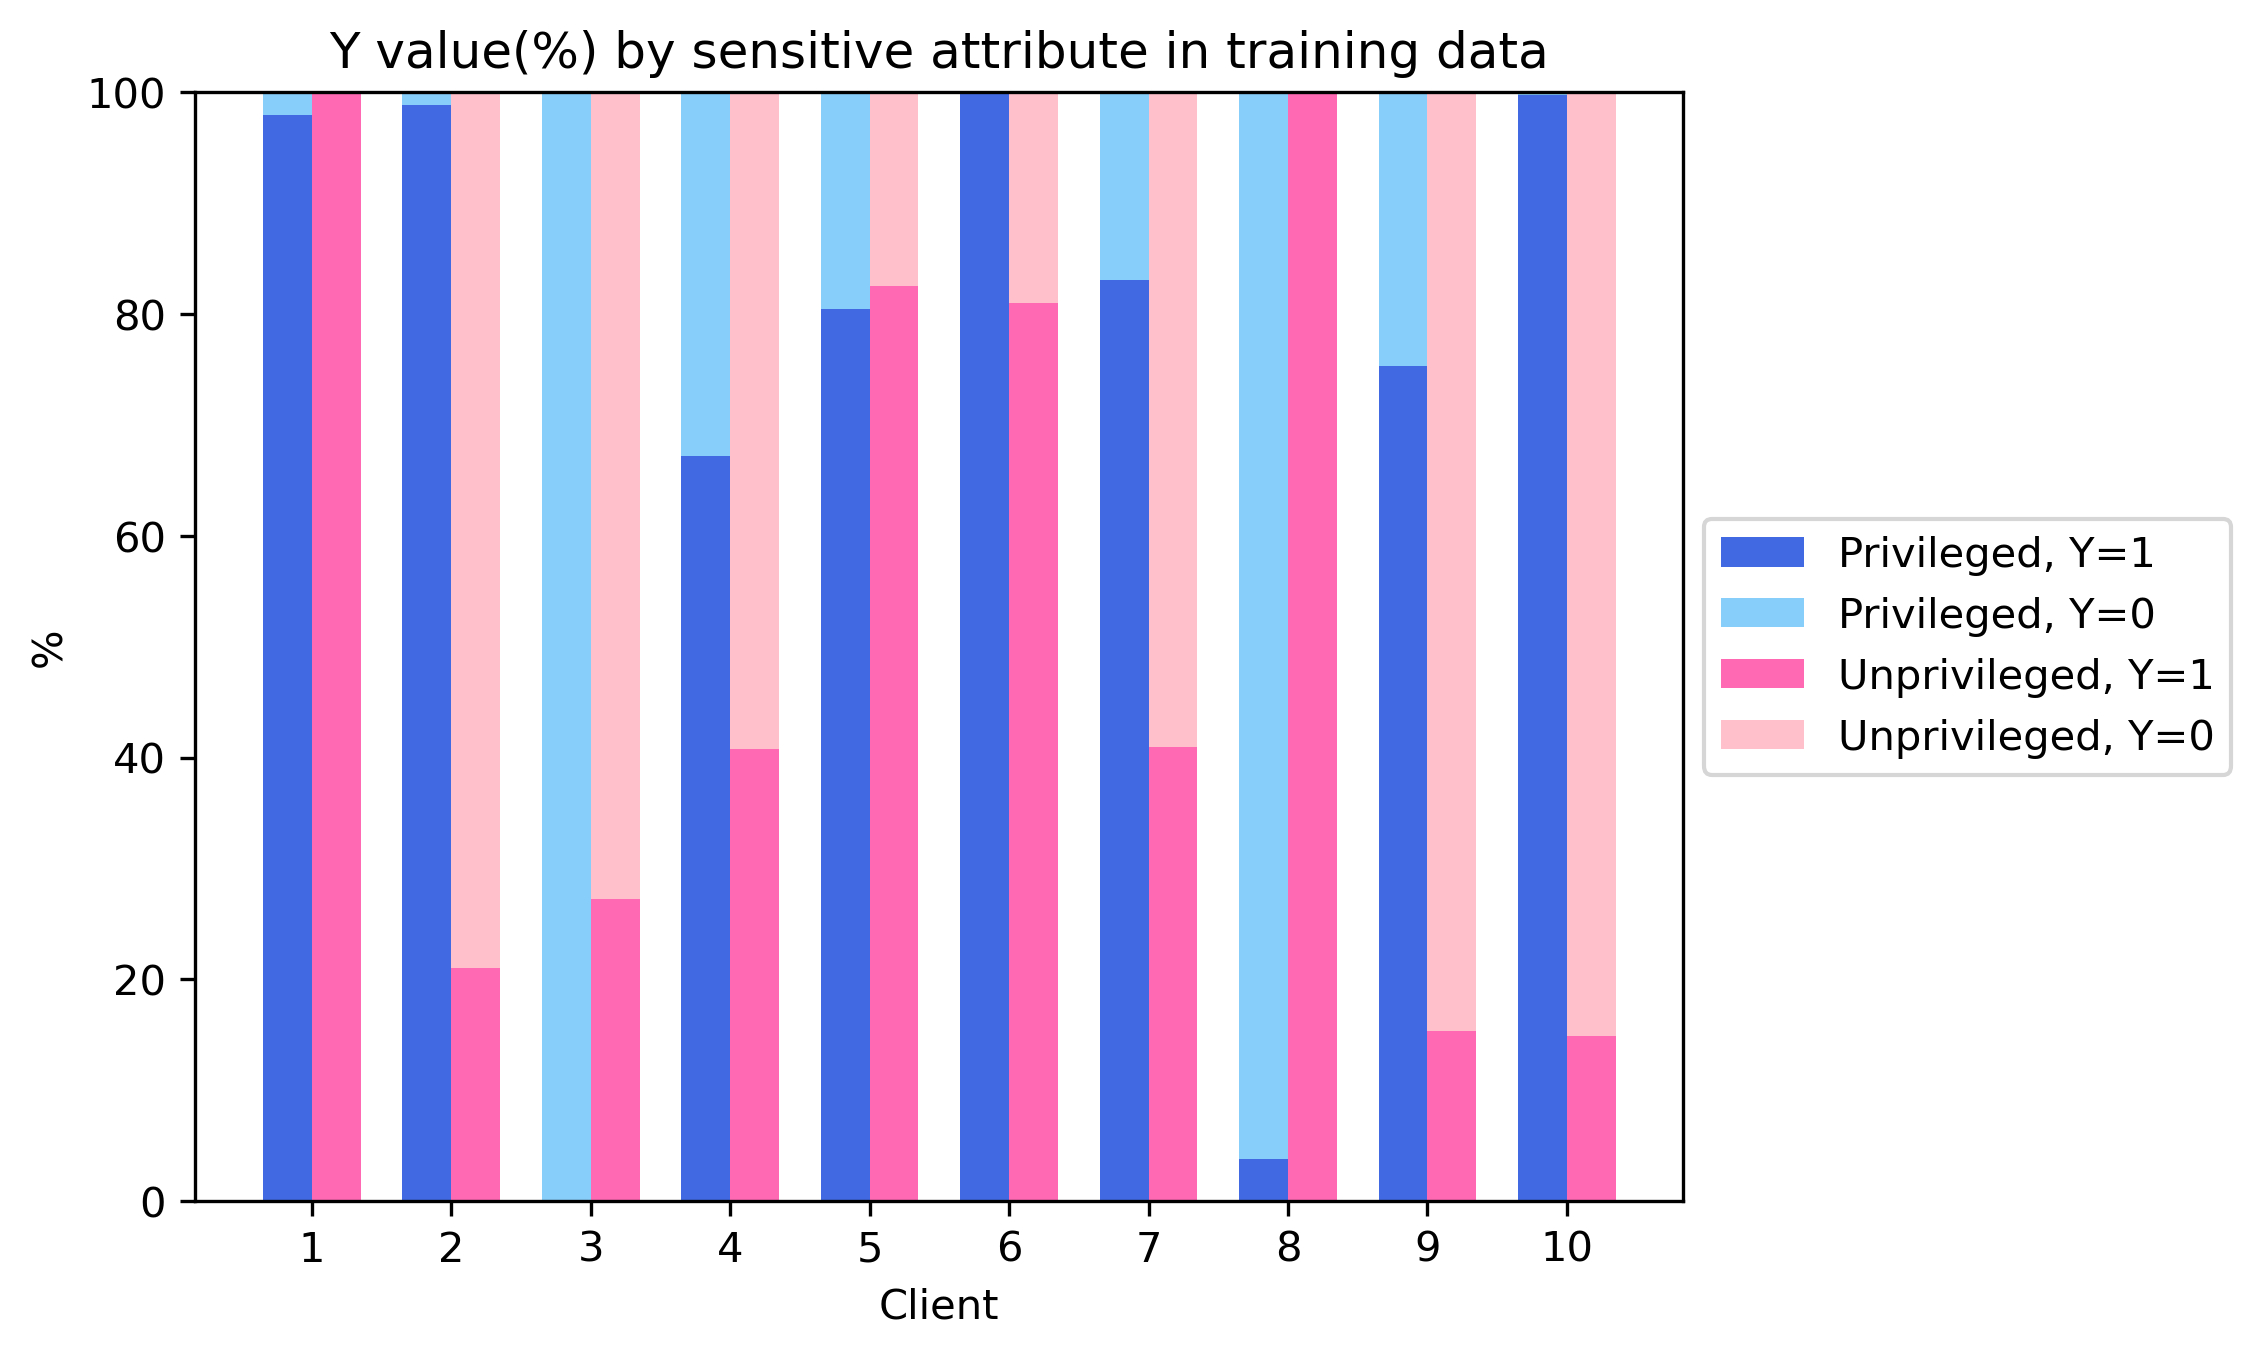 Y value(%) by sensitive attribute in training data
100
80
60
40
20
0
%
1 2 3 4 5 6 7 8 9 10
Client
Privileged, Y=1
Privileged, Y=0
Unprivileged, Y=1
Unprivileged, Y=0